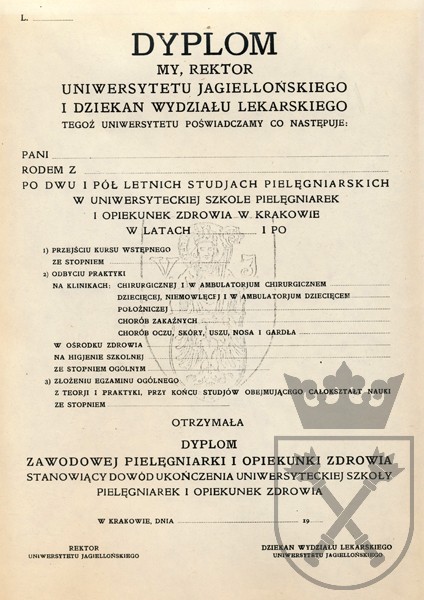 L.
DYPLOM
MY, REKTOR
UNIWERSYTETU JAGIELLOŃSKIEGO
I DZIEKAN WYDZIAŁU LEKARSKIEGO
TEGOŻ UNIWERSYTETU POŚWIADCZAMY CO NASTĘPUJE:
PANI
RODEM Z
PO DWU I PÓŁ LETNICH STUDJACH PIELĘGNIARSKICH
W UNIWERSYTECKIEJ SZKOLE PIELĘGNIAREK
I OPIEKUNEK ZDROWIA W KRAKOWIE
W LATACH I PO
1) PRZEJŚCIU KURSU WSTĘPNEGO
ZE STOPNIEM
2) ODBYCIU PRAKTYKI
NA KLINIKACH: CHIRURGICZNEJ I W AMBULATORJUM CHIRURGICZNEM
DZIECIĘCEJ, NIEMOWLĘCEJ I W AMBULATORJUM DZIECIĘCEM
POŁOŻNICZEJ
CHORÓB ZAKAŹNYCH
CHORÓB OCZU, SKÓRY, USZU, NOSA I GARDŁA
W OŚRODKU ZDROWIA
NA HIGJENIE SZKOLNEJ
ZE STOPNIEM OGÓLNYM
3) ZŁOŻENIU EGZAMINU OGÓLNEGO
Z TEORJI I PRAKTYKI, PRZY KOŃCU STUDJÓW OBEJMUJĄCEGO CAŁOKSZTAŁT NAUKI
ZE STOPNIEM
OTRZYMAŁA
DYPLOM
ZAWODOWEJ PIELĘGNIARKI I OPIEKUNKI ZDROWIA
STANOWIĄCY DOWÓD UKOŃCZENIA UNIWERSYTECKIEJ SZKOŁY
PIELĘGNIAREK I OPIEKUNEK ZDROWIA
W KRAKOWIE, DNIA 19
REKTOR
UNIWERSYTETU JAGIELLOŃSKIEGO
DZIEKAN WYDZIAŁU LEKARSKIEGO
UNIWERSYTETU JAGIELLOŃSKIEGO
V J